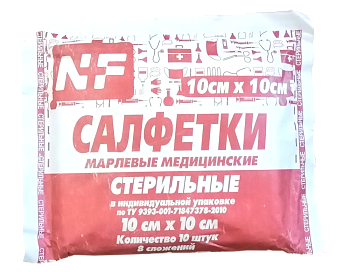 NF
10см х 10см
САЛФЕТКИ
МАРЛЕВЫЕ МЕДИЦИНСКИЕ
СТЕРИЛЬНЫЕ
в индивидуальной упаковке
по ТУ 9393-001-71847378-2010
10 см х 10 см
Количество 10 штук
8 сложений